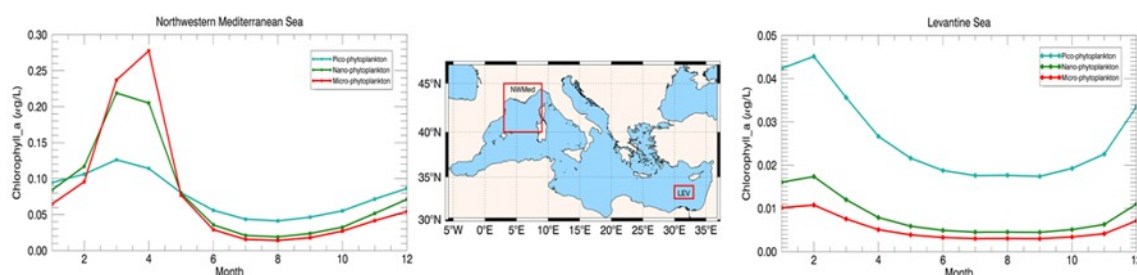 Northwestern Mediterranean Sea
0.30
0.25
0.20
0.15
0.10
0.05
0.00
Chlorophyll_a (μg/L)
Pico-phytoplankton
Nano-phytoplankton
Micro-phytoplankton
2 4 6 8 10 12
Month
45°N
40°N
35°N
30°N
5°W 0°E 5°E 10°E 15°E 20°E 25°E 30°E 35°E
NWMed
LEV
Levantine Sea
0.05
0.04
0.03
0.02
0.01
0.00
Chlorophyll_a (μg/L)
Pico-phytoplankton
Nano-phytoplankton
Micro-phytoplankton
2 4 6 8 10 12
Month